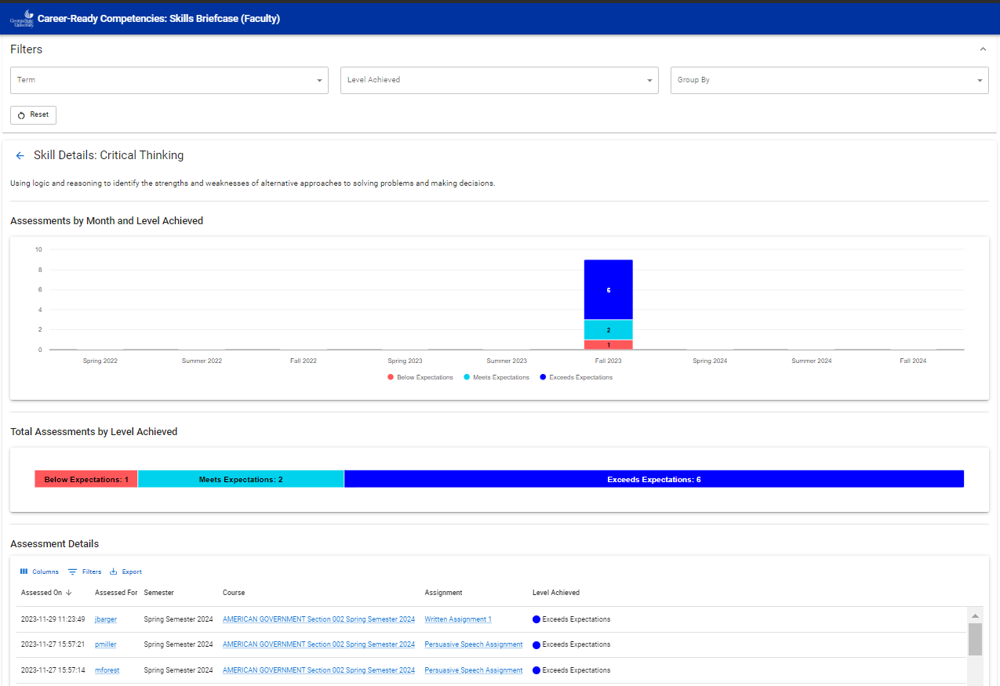 GeorgiaState University Career-Ready Competencies: Skills Briefcase (Faculty)
Filters
Term Level Achieved Group By
Reset
Skill Details: Critical Thinking
Using logic and reasoning to identify the strengths and weaknesses of alternative approaches to solving problems and making decisions.
Assessments by Month and Level Achieved
10
8
6
4
2
0
6
2
1
Spring 2022 Summer 2022 Fall 2022 Spring 2023 Summer 2023 Fall 2023 Spring 2024 Summer 2024 Fall 2024
Below Expectations Meets Expectations Exceeds Expectations
Total Assessments by Level Achieved
Below Expectations: 1 Meets Expectations: 2 Exceeds Expectations: 6
Assessment Details
Columns Filters Export
Assessed On Assessed For Semester Course Assignment Level Achieved
2023-11-29 11:23:49 jbarger Spring Semester 2024 AMERICAN GOVERNMENT Section 002 Spring Semester 2024 Written Assignment 1 Exceeds Expectations
2023-11-27 15:57:21 pmiller Spring Semester 2024 AMERICAN GOVERNMENT Section 002 Spring Semester 2024 Persuasive Speech Assignment Exceeds Expectations
2023-11-27 15:57:14 mforest Spring Semester 2024 AMERICAN GOVERNMENT Section 002 Spring Semester 2024 Persuasive Speech Assignment Exceeds Expectations